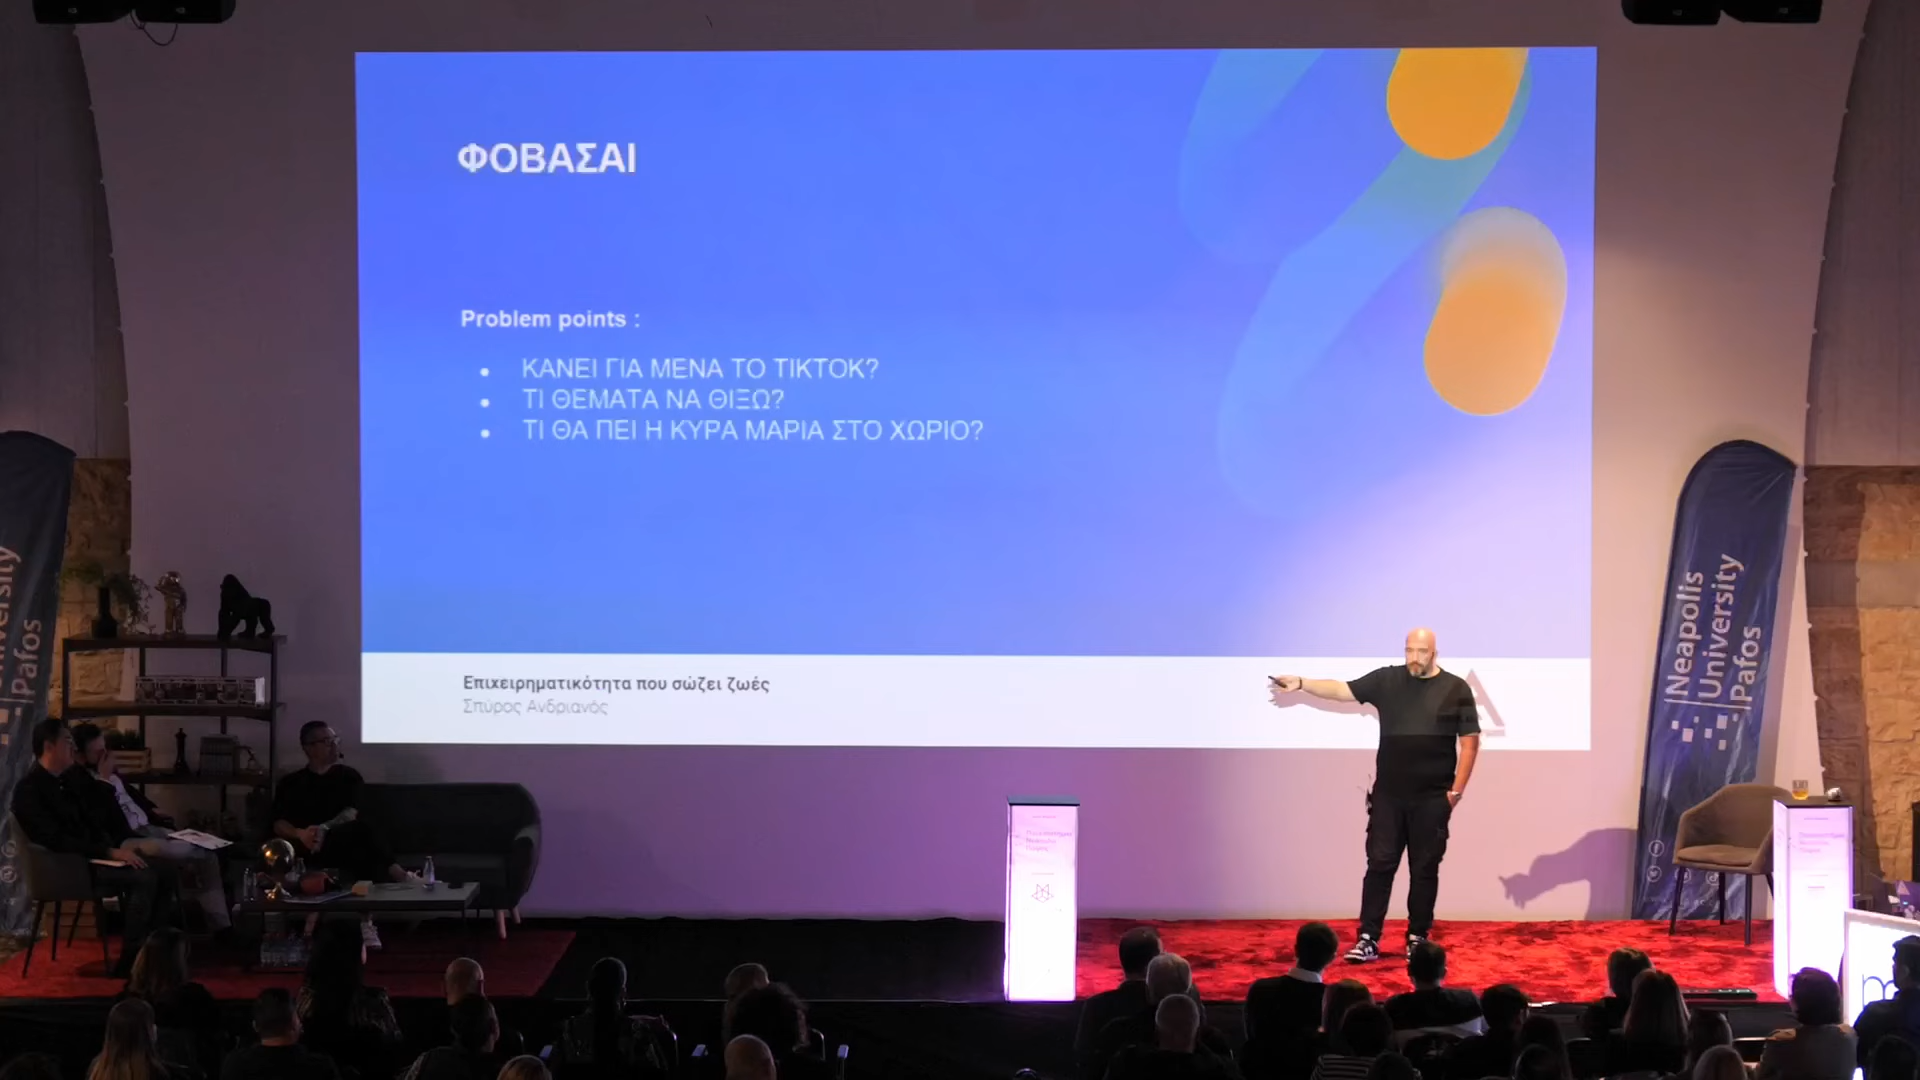 ΦΟΒΑΣΑΙ
Problem points :
• ΚΑΝΕΙ ΓΙΑ ΜΕΝΑ ΤΟ ΤΙΚΤΟΚ?
• ΤΙ ΘΕΜΑΤΑ ΝΑ ΘΙΞΩ?
• ΤΙ ΘΑ ΠΕΙ Η ΚΥΡΑ ΜΑΡΙΑ ΣΤΟ ΧΩΡΙΟ?
Επιχειρηματικότητα που σώζει ζωές
Σπύρος Ανδριανός
Neapolis
University
Pafos
Pafos